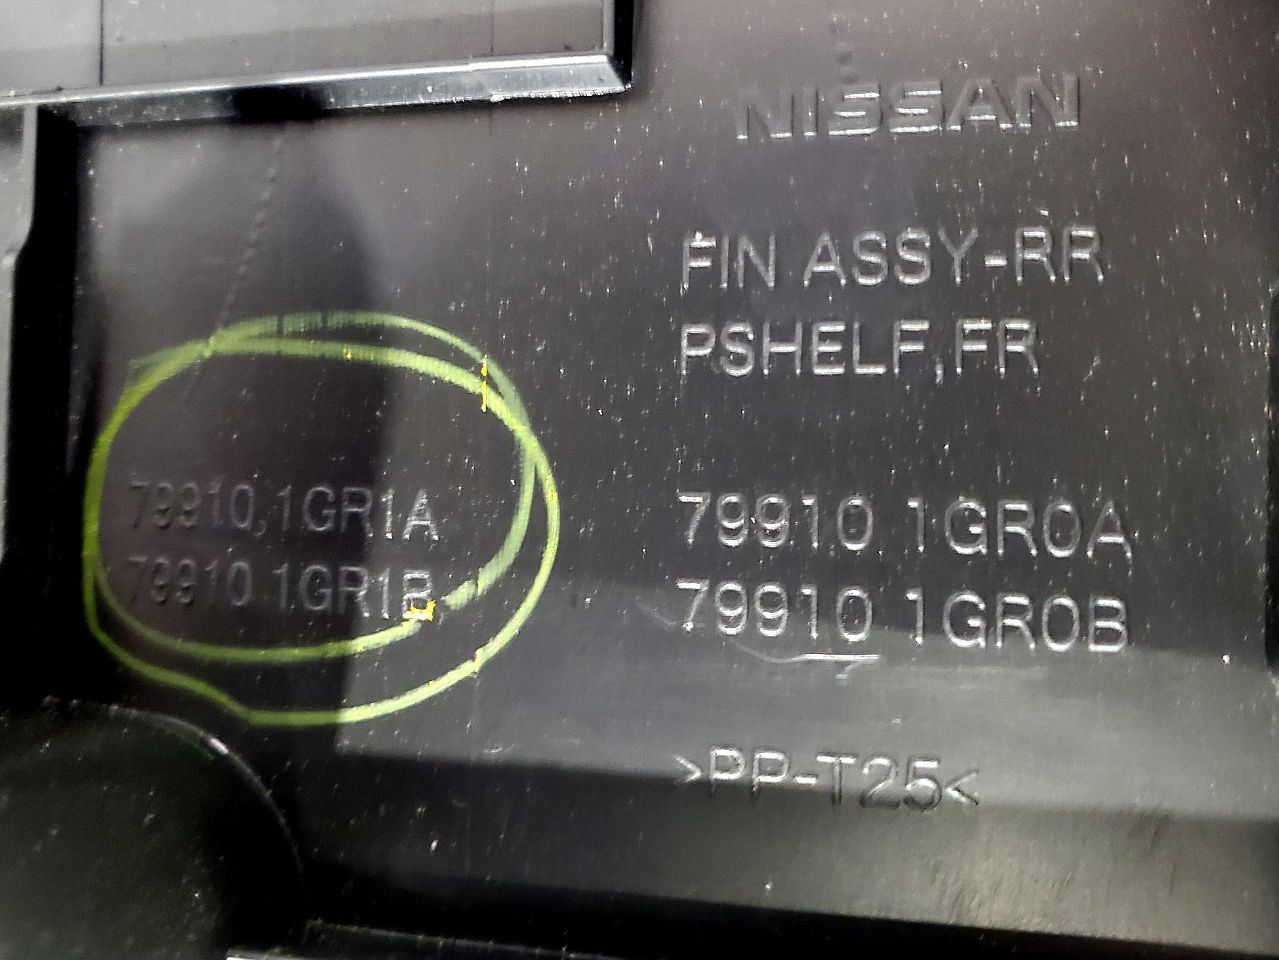 NISSAN
FIN ASSY-RR
PSHELF,FR
79910 1GR1A
79910 1GR1B
79910 1GR0A
79910 1GR0B
>PP-T25<